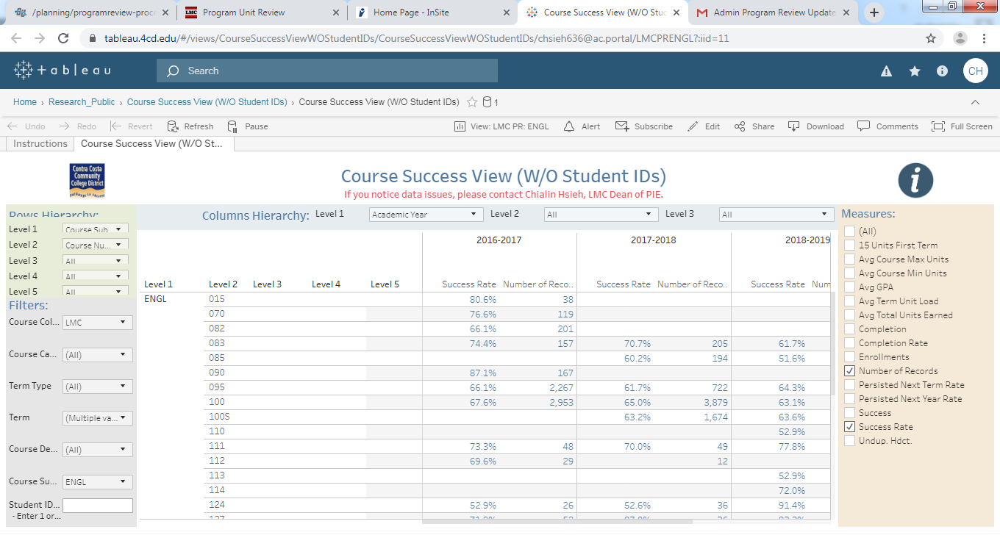 /planning/programreview-proce
Program Unit Review
Home Page - InSite
Course Success View (W/O Stud
Admin Program Review Update
tableau.4cd.edu/#/views/CourseSuccessViewWOStudentIDs/CourseSuccessViewWOStudentIDs/chsieh636@ac.portal/LMCPRENGL?:iid=11
tableau Search CH
Home › Research_Public › Course Success View (W/O Student IDs) › Course Success View (W/O Student IDs) 1
Undo Redo Revert Refresh Pause View: LMC PR: ENGL Alert Subscribe Edit Share Download Comments Full Screen
Instructions Course Success View (W/O St...
Contra Costa
Community
College District
pathways to success
Course Success View (W/O Student IDs)
If you notice data issues, please contact Chialin Hsieh, LMC Dean of PIE.
Rows Hierarchy:
Level 1 Course Sub..
Level 2 Course Nu...
Level 3 All
Level 4 All
Level 5 All
Filters:
Course Col... LMC
Course Ca... (All)
Term Type (All)
Term (Multiple va...
Course De... (All)
Course Su... ENGL
Student ID...
- Enter 1 or...
Columns Hierarchy: Level 1 Academic Year Level 2 All Level 3 All
2016-2017 2017-2018 2018-2019
Level 1 Level 2 Level 3 Level 4 Level 5 Success Rate Number of Reco.. Success Rate Number of Reco.. Success Rate Num
ENGL 015 80.6% 38
070 76.6% 119
082 66.1% 201
083 74.4% 157 70.7% 205 61.7%
085 60.2% 194 51.6%
090 87.1% 167
095 66.1% 2,267 61.7% 722 64.3%
100 67.6% 2,953 65.0% 3,879 63.1%
100S 63.2% 1,674 63.6%
110 52.9%
111 73.3% 48 70.0% 49 77.8%
112 69.6% 29 12
113 52.9%
114 72.0%
124 52.9% 26 52.6% 36 91.4%
Measures:
(All)
15 Units First Term
Avg Course Max Units
Avg Course Min Units
Avg GPA
Avg Term Unit Load
Avg Total Units Earned
Completion
Completion Rate
Enrollments
Number of Records
Persisted Next Term Rate
Persisted Next Year Rate
Success
Success Rate
Undup. Hdct.